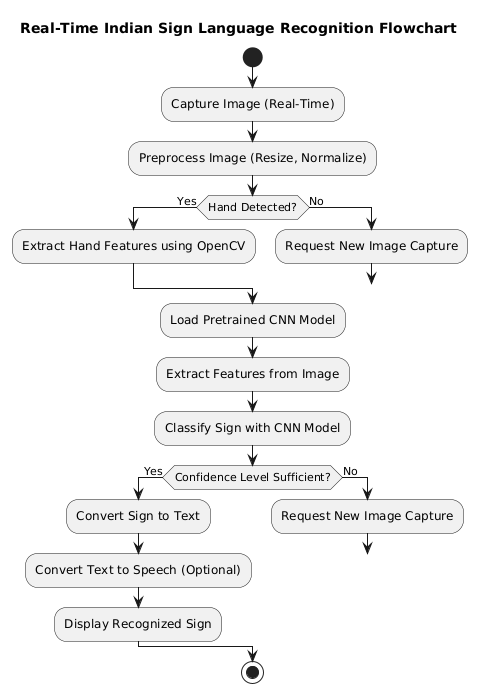 Real-Time Indian Sign Language Recognition Flowchart
Capture Image (Real-Time)
Preprocess Image (Resize, Normalize)
Yes
Hand Detected?
No
Extract Hand Features using OpenCV
Request New Image Capture
Load Pretrained CNN Model
Extract Features from Image
Classify Sign with CNN Model
Yes
Confidence Level Sufficient?
No
Convert Sign to Text
Request New Image Capture
Convert Text to Speech (Optional)
Display Recognized Sign